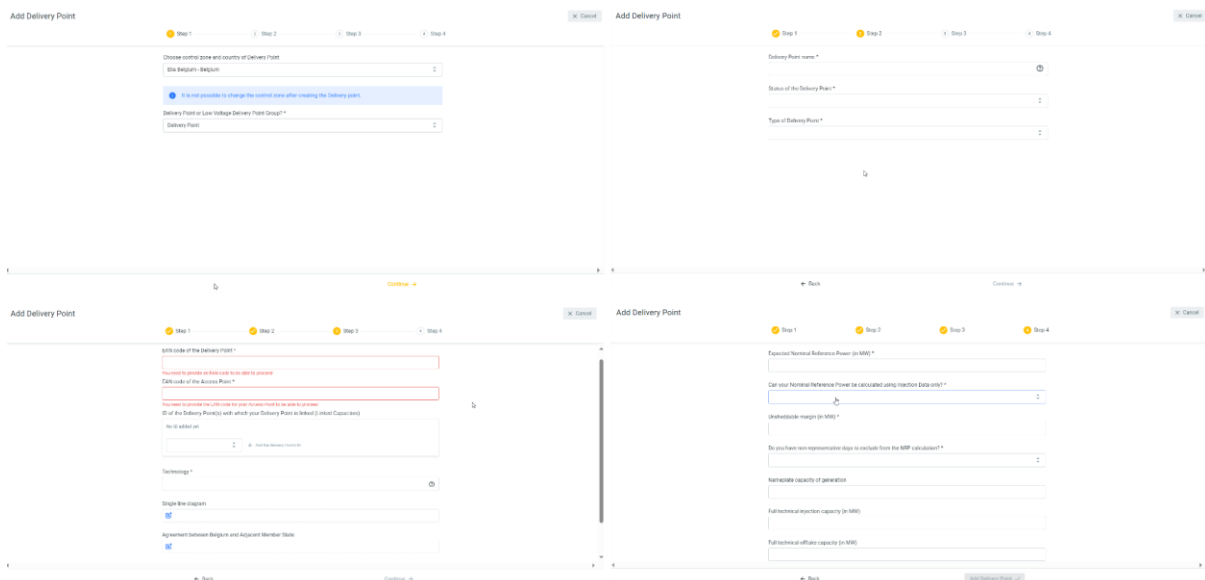 Add Delivery Point
× Cancel
1 Step 1
2 Step 2
3 Step 3
4 Step 4
Choose control zone and country of Delivery Point
Elia Belgium - Belgium
It is not possible to change the control zone after creating the Delivery point.
Delivery Point or Low Voltage Delivery Point Group? *
Delivery Point
Continue →
Add Delivery Point
× Cancel
Step 1
Step 2
3 Step 3
4 Step 4
Delivery Point name *
Status of the Delivery Point *
Type of Delivery Point *
← Back
Continue →
Add Delivery Point
× Cancel
Step 1
Step 2
Step 3
4 Step 4
EAN code of the Delivery Point *
You need to provide an EAN code to be able to proceed
EAN code of the Access Point *
You need to provide the EAN code for your Access Point to be able to proceed
ID of the Delivery Point(s) with which your Delivery Point is linked (Linked Capacities)
No ID added yet
+ Add the Delivery Point ID
Technology *
Single line diagram
Agreement between Belgium and Adjacent Member State
← Back
Continue →
Add Delivery Point
× Cancel
Step 1
Step 2
Step 3
Step 4
Expected Nominal Reference Power (in MW) *
Can your Nominal Reference Power be calculated using Injection Data only? *
Unsheddable margin (in MW) *
Do you have non representative days to exclude from the NRP calculation? *
Nameplate capacity of generation
Full technical injection capacity (in MW)
Full technical offtake capacity (in MW)
← Back
Add Delivery Point ✓